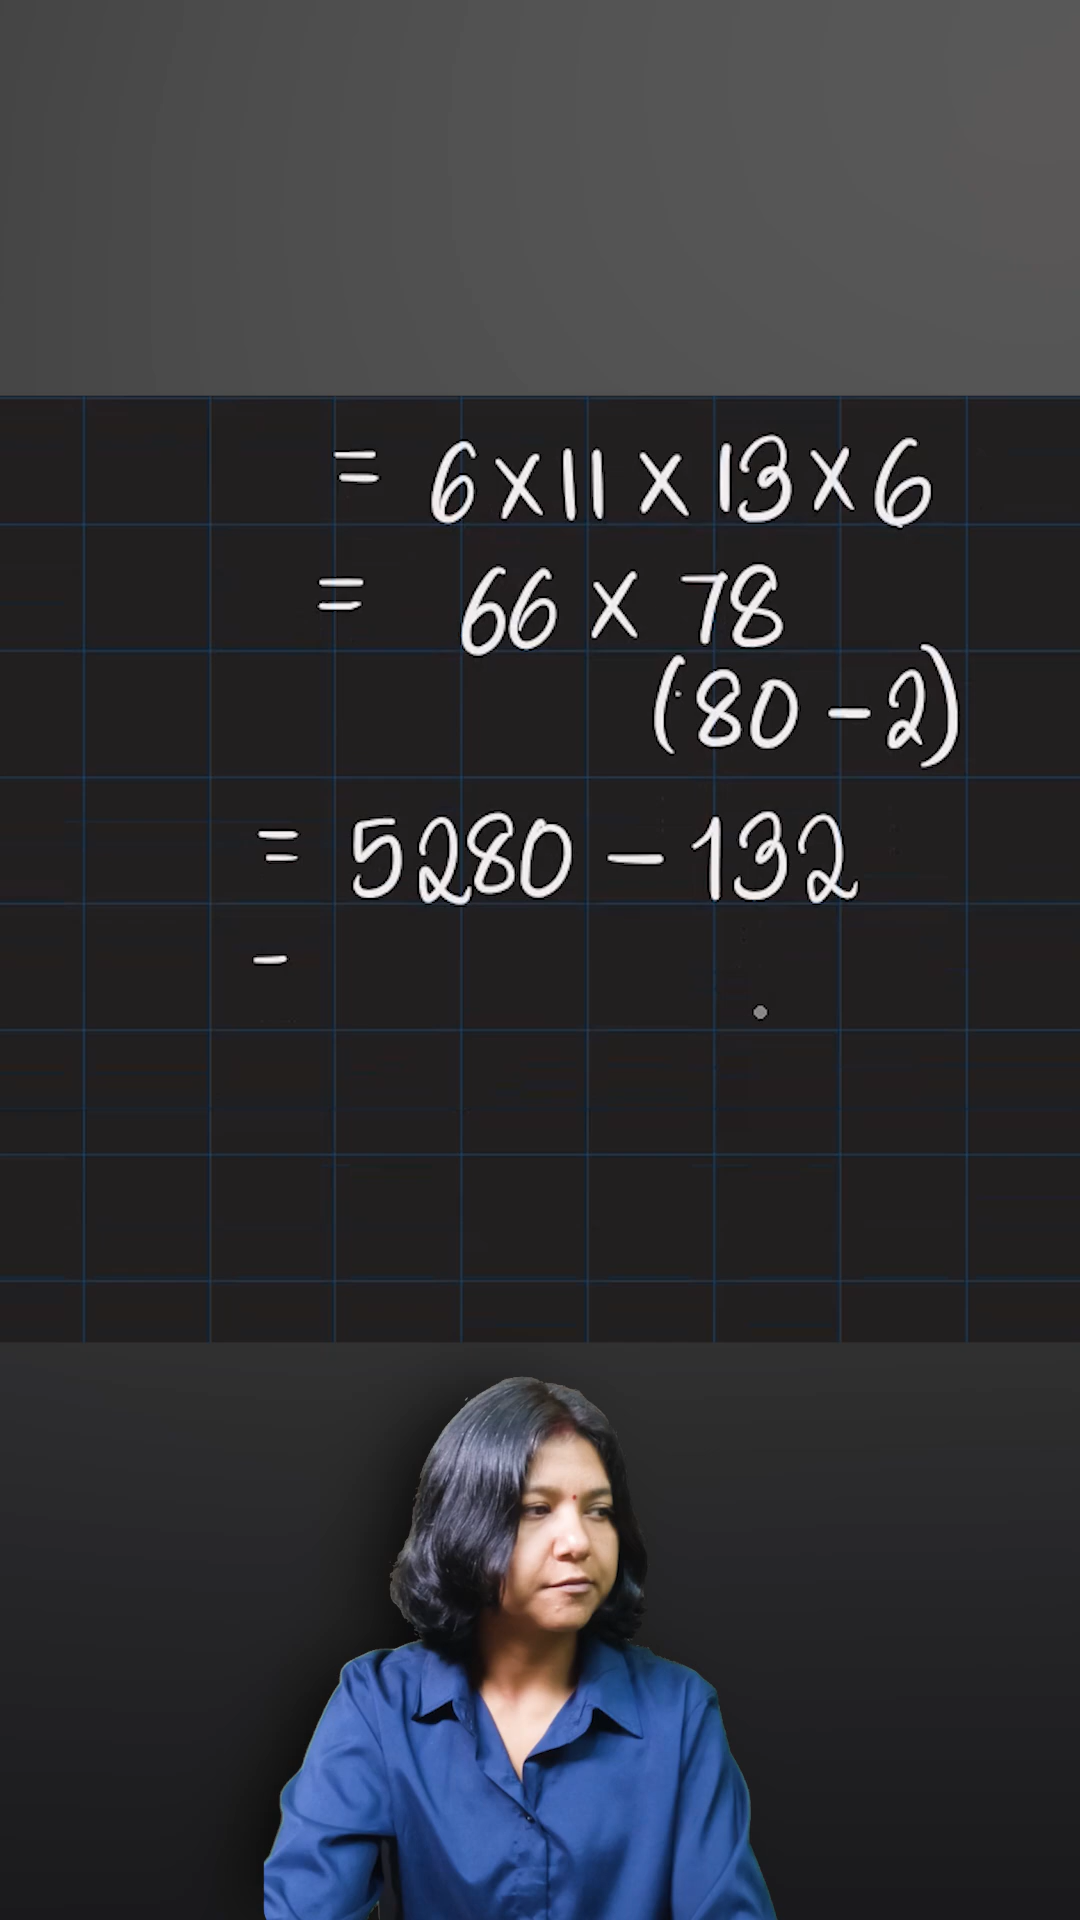 = 6 × 11 × 13 × 6
= 66 × 78
(80 - 2)
= 5280 - 132
-